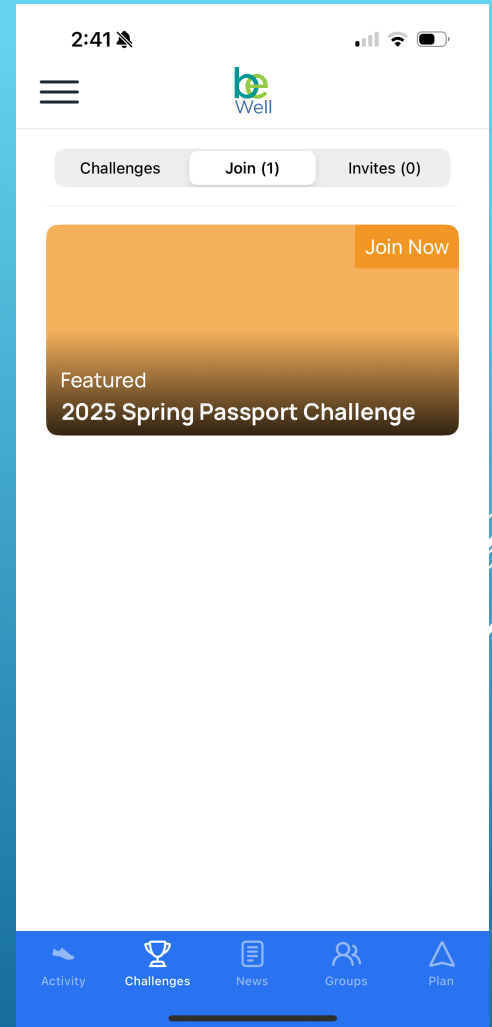 2:41
be
Well
Challenges Join (1) Invites (0)
Join Now
Featured
2025 Spring Passport Challenge
Activity Challenges News Groups Plan